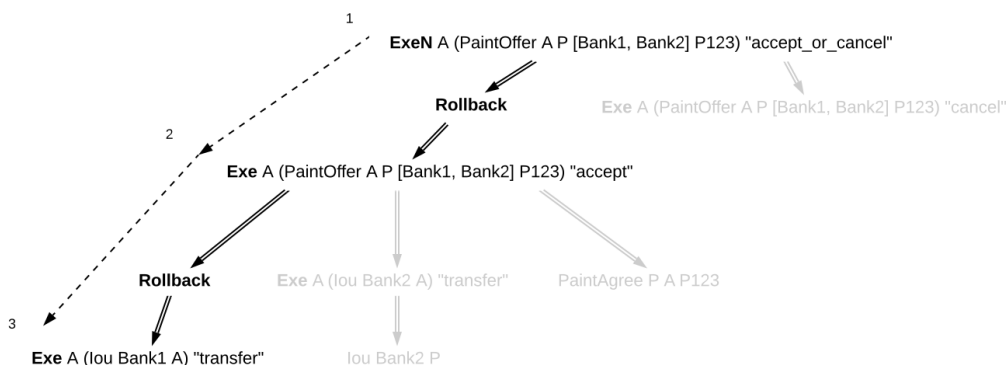 1
ExeN A (PaintOffer A P [Bank1, Bank2] P123) "accept_or_cancel"
Rollback
Exe A (PaintOffer A P [Bank1, Bank2] P123) "cancel"
2
Exe A (PaintOffer A P [Bank1, Bank2] P123) "accept"
Rollback
Exe A (Iou Bank2 A) "transfer"
PaintAgree P A P123
3
Exe A (Iou Bank1 A) "transfer"
Iou Bank2 P